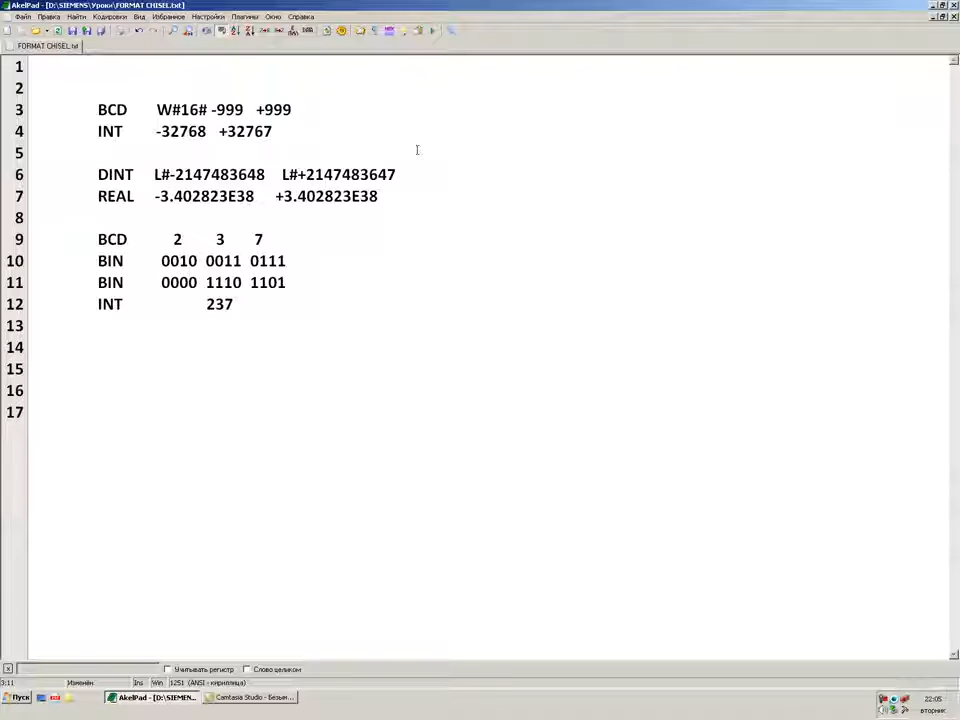 AkelPad - [D:\SIEMENS\Уроки\FORMAT CHISEL.txt]
Файл Правка Найти Кодировки Вид Избранное Настройки Плагины Окно Справка
FORMAT CHISEL.txt
1
2
3 BCD W#16# -999 +999
4 INT -32768 +32767
5
6 DINT L#-2147483648 L#+2147483647
7 REAL -3.402823E38 +3.402823E38
8
9 BCD 2 3 7
10 BIN 0010 0011 0111
11 BIN 0000 1110 1101
12 INT 237
13
14
15
16
17
Учитывать регистр Слово целиком
3:11 Изменён Ins Win 1251 (ANSI - кириллица)
Пуск AkelPad - [D:\SIEMEN... Camtasia Studio - Безым... 22:05
вторник